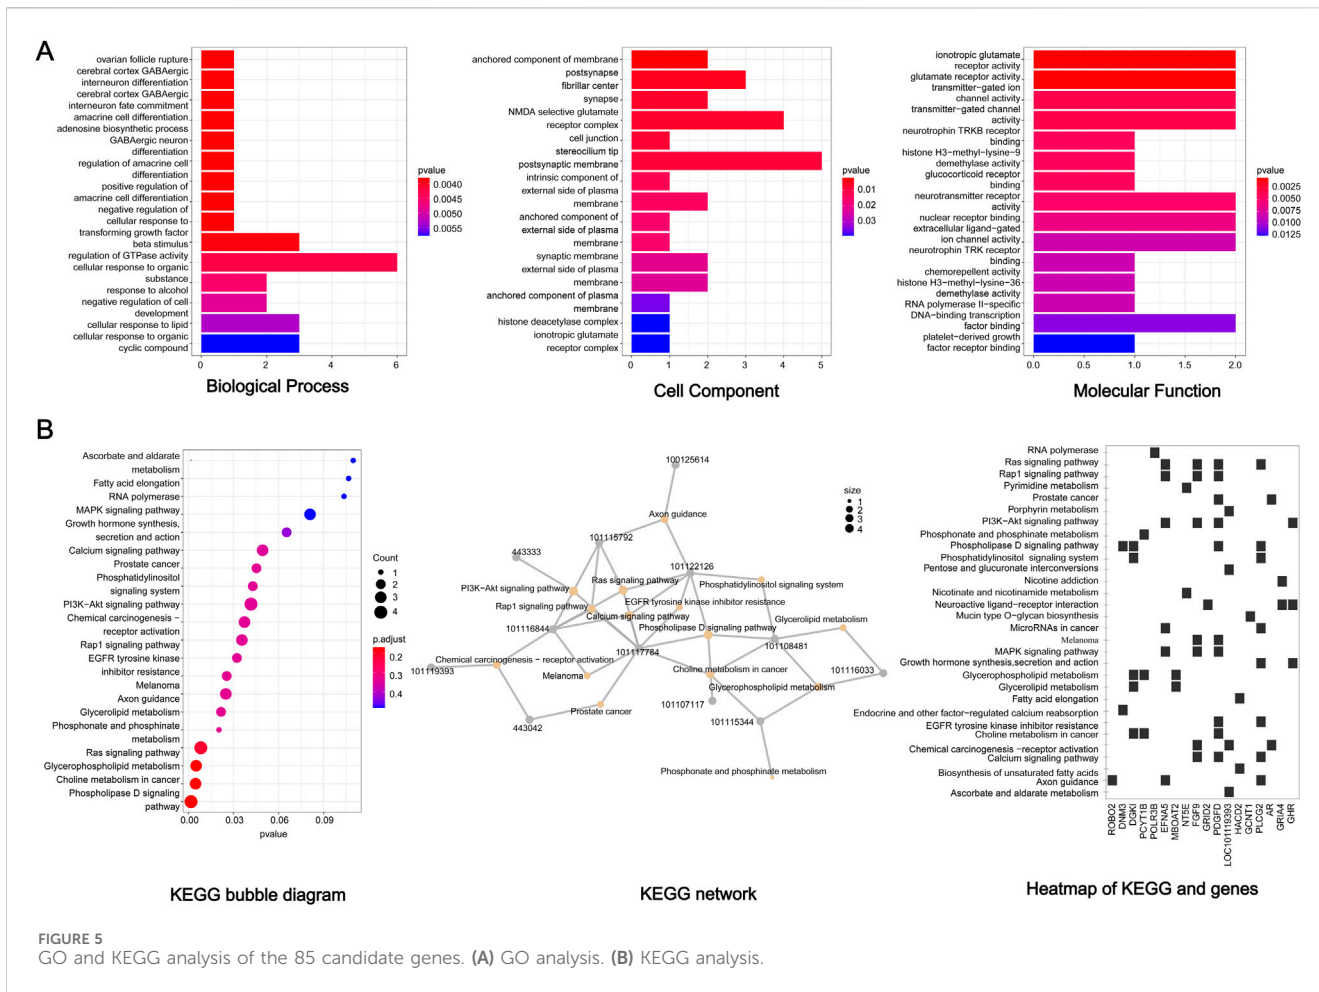 A
ovarian follicle rupture
cerebral cortex GABAergic
interneuron differentiation
cerebral cortex GABAergic
interneuron fate commitment
amacrine cell differentiation
adenosine biosynthetic process
GABAergic neuron
differentiation
regulation of amacrine cell
differentiation
positive regulation of
amacrine cell differentiation
negative regulation of
cellular response to
transforming growth factor
beta stimulus
regulation of GTPase activity
cellular response to organic
substance
response to alcohol
negative regulation of cell
development
cellular response to lipid
cellular response to organic
cyclic compound
0 2 4 6
Biological Process
pvalue
0.0040
0.0045
0.0050
0.0055
anchored component of membrane
postsynapse
fibrillar center
synapse
NMDA selective glutamate
receptor complex
cell junction
stereocilium tip
postsynaptic membrane
intrinsic component of
external side of plasma
membrane
anchored component of
external side of plasma
membrane
synaptic membrane
external side of plasma
membrane
anchored component of plasma
membrane
histone deacetylase complex
ionotropic glutamate
receptor complex
0 1 2 3 4 5
Cell Component
pvalue
0.01
0.02
0.03
ionotropic glutamate
receptor activity
glutamate receptor activity
transmitter-gated ion
channel activity
transmitter-gated channel
activity
neurotrophin TRKB receptor
binding
histone H3-methyl-lysine-9
demethylase activity
glucocorticoid receptor
binding
neurotransmitter receptor
activity
nuclear receptor binding
extracellular ligand-gated
ion channel activity
neurotrophin TRK receptor
binding
chemorepellent activity
histone H3-methyl-lysine-36
demethylase activity
RNA polymerase II-specific
DNA-binding transcription
factor binding
platelet-derived growth
factor receptor binding
0.0 0.5 1.0 1.5 2.0
Molecular Function
pvalue
0.0025
0.0050
0.0075
0.0100
0.0125
B
Ascorbate and aldarate
metabolism
Fatty acid elongation
RNA polymerase
MAPK signaling pathway
Growth hormone synthesis,
secretion and action
Calcium signaling pathway
Prostate cancer
Phosphatidylinositol
signaling system
PI3K-Akt signaling pathway
Chemical carcinogenesis -
receptor activation
Rap1 signaling pathway
EGFR tyrosine kinase
inhibitor resistance
Melanoma
Axon guidance
Glycerolipid metabolism
Phosphonate and phosphinate
metabolism
Ras signaling pathway
Glycerophospholipid metabolism
Choline metabolism in cancer
Phospholipase D signaling
pathway
0.00 0.03 0.06 0.09
pvalue
Count
1
2
3
4
p.adjust
0.2
0.3
0.4
KEGG bubble diagram
100125614
Axon guidance
101115792
443333
101122126
Ras signaling pathway
Phosphatidylinositol signaling system
PI3K-Akt signaling pathway
EGFR tyrosine kinase inhibitor resistance
Rap1 signaling pathway
Calcium signaling pathway
Glycerolipid metabolism
101116844
Phospholipase D signaling pathway
101117784
101108481
Chemical carcinogenesis - receptor activation
101119393
Choline metabolism in cancer
101116033
Melanoma
Glycerophospholipid metabolism
101107117
Prostate cancer
443042
101115344
Phosphonate and phosphinate metabolism
size
1
2
3
4
KEGG network
RNA polymerase
Ras signaling pathway
Rap1 signaling pathway
Pyrimidine metabolism
Prostate cancer
Porphyrin metabolism
PI3K-Akt signaling pathway
Phosphonate and phosphinate metabolism
Phospholipase D signaling pathway
Phosphatidylinositol signaling system
Pentose and glucuronate interconversions
Nicotine addiction
Nicotinate and nicotinamide metabolism
Neuroactive ligand-receptor interaction
Mucin type O-glycan biosynthesis
MicroRNAs in cancer
Melanoma
MAPK signaling pathway
Growth hormone synthesis,secretion and action
Glycerophospholipid metabolism
Glycerolipid metabolism
Fatty acid elongation
Endocrine and other factor-regulated calcium reabsorption
EGFR tyrosine kinase inhibitor resistance
Choline metabolism in cancer
Chemical carcinogenesis -receptor activation
Calcium signaling pathway
Biosynthesis of unsaturated fatty acids
Axon guidance
Ascorbate and aldarate metabolism
ROBO2
DNM3
DGKI
PCYT1B
POLR3B
EFNA5
MBOAT2
NT5E
FGF9
GRID2
PDGFD
LOC101119393
HACD2
GCNT1
PLCG2
AR
GRIA4
GHR
Heatmap of KEGG and genes
FIGURE 5
GO and KEGG analysis of the 85 candidate genes. (A) GO analysis. (B) KEGG analysis.